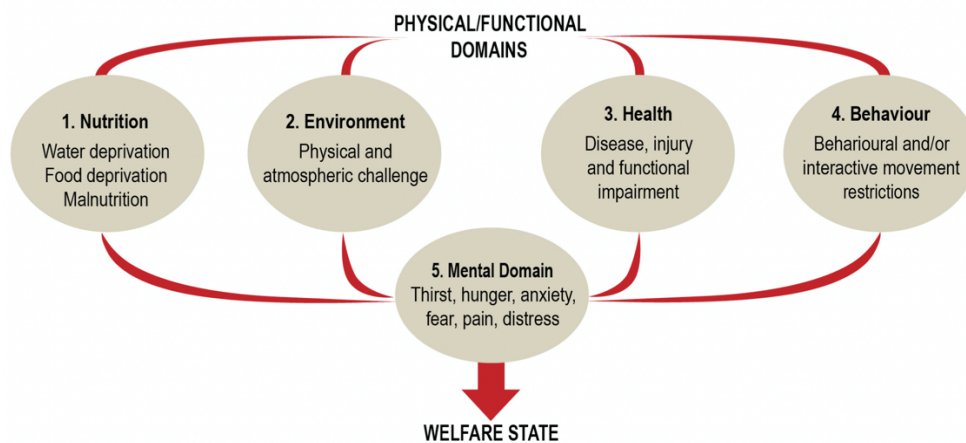 PHYSICAL/FUNCTIONAL
DOMAINS
1. Nutrition
Water deprivation
Food deprivation
Malnutrition
2. Environment
Physical and
atmospheric challenge
3. Health
Disease, injury
and functional
impairment
4. Behaviour
Beharioural and/or
interactive movement
restrictions
5. Mental Domain
Thirst, hunger, anxiety,
fear, pain, distress
WELFARE STATE